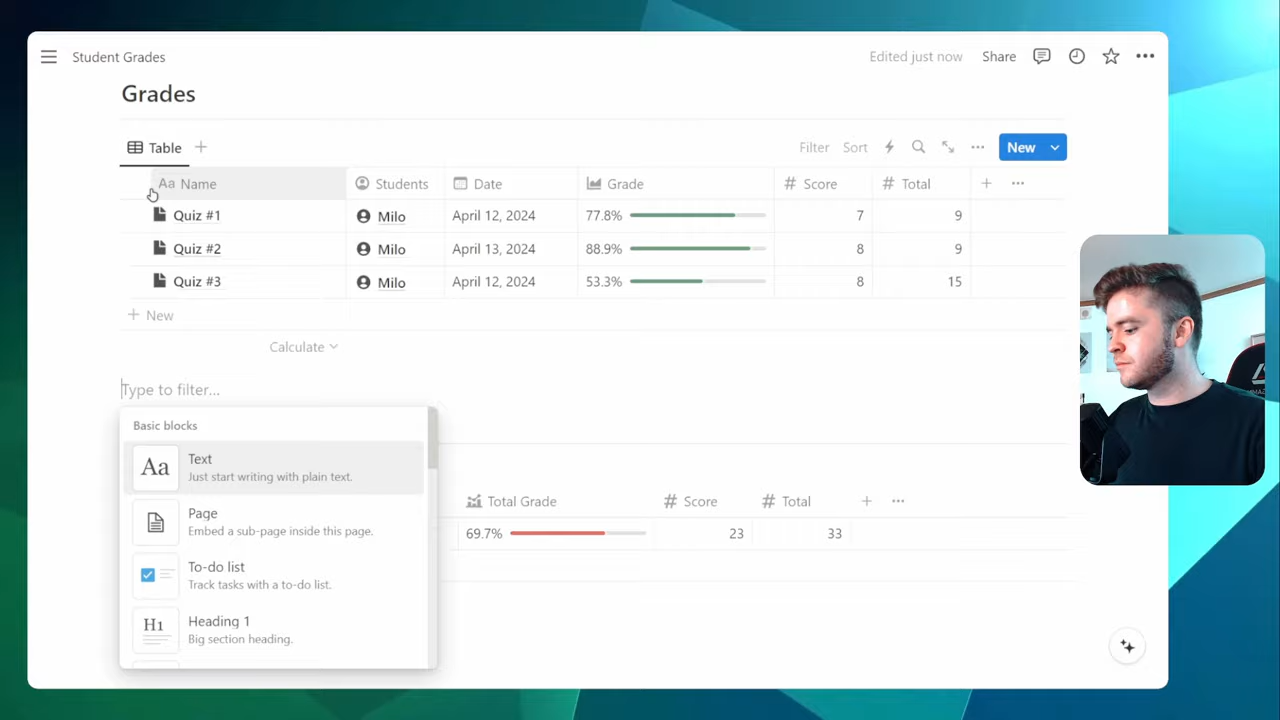 Student Grades
Edited just now Share
Grades
Table
Filter Sort New
Aa Name Students Date Grade # Score # Total
Quiz #1 Milo April 12, 2024 77.8% 7 9
Quiz #2 Milo April 13, 2024 88.9% 8 9
Quiz #3 Milo April 12, 2024 53.3% 8 15
+ New
Calculate
Type to filter...
Basic blocks
Aa Text
Just start writing with plain text.
Page
Embed a sub-page inside this page.
To-do list
Track tasks with a to-do list.
H1 Heading 1
Big section heading.
Total Grade # Score # Total
69.7% 23 33